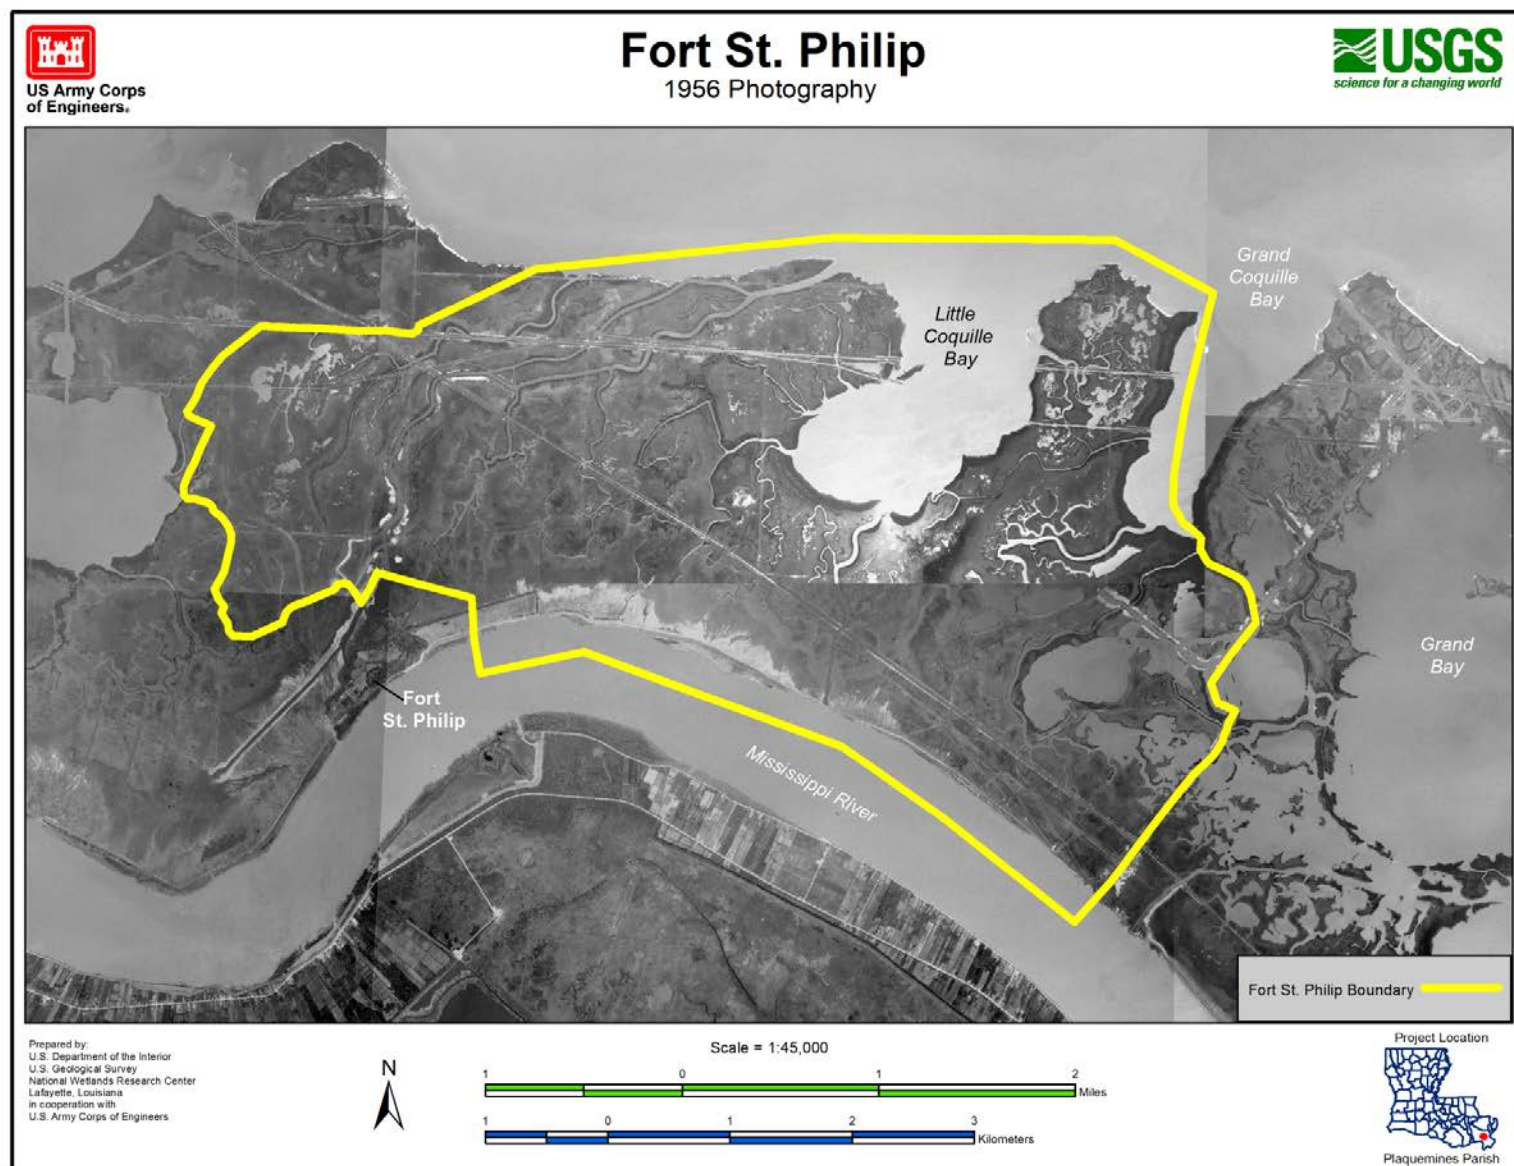 US Army Corps
of Engineers®
Fort St. Philip
1956 Photography
USGS
science for a changing world
Grand
Coquille
Bay
Little
Coquille
Bay
Grand
Bay
Fort
St. Philip
Mississippi River
Fort St. Philip Boundary
Prepared by:
U.S. Department of the Interior
U.S. Geological Survey
National Wetlands Research Center
Lafayette, Louisiana
in cooperation with
U.S. Army Corps of Engineers
N
Scale = 1:45,000
1 0 1 2
Miles
1 0 1 2 3
Kilometers
Project Location
Plaquemines Parish